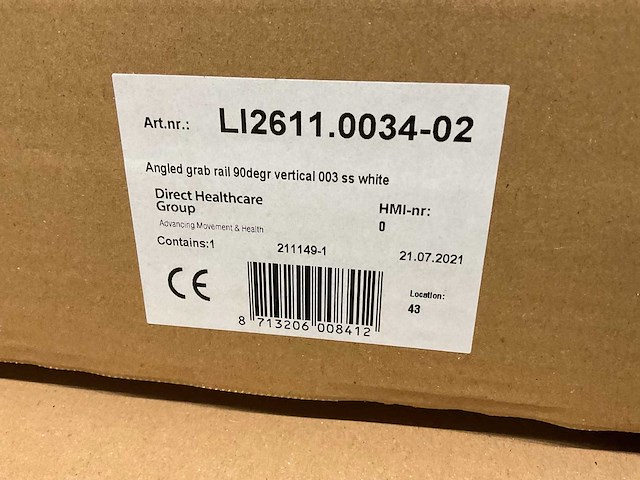 Art.nr.: LI2611.0034-02
Angled grab rail 90degr vertical 003 ss white
Direct Healthcare
Group
Advancing Movement & Health
HMI-nr:
0
Contains:1
211149-1
21.07.2021
CE
Location:
43
8 713206 008412